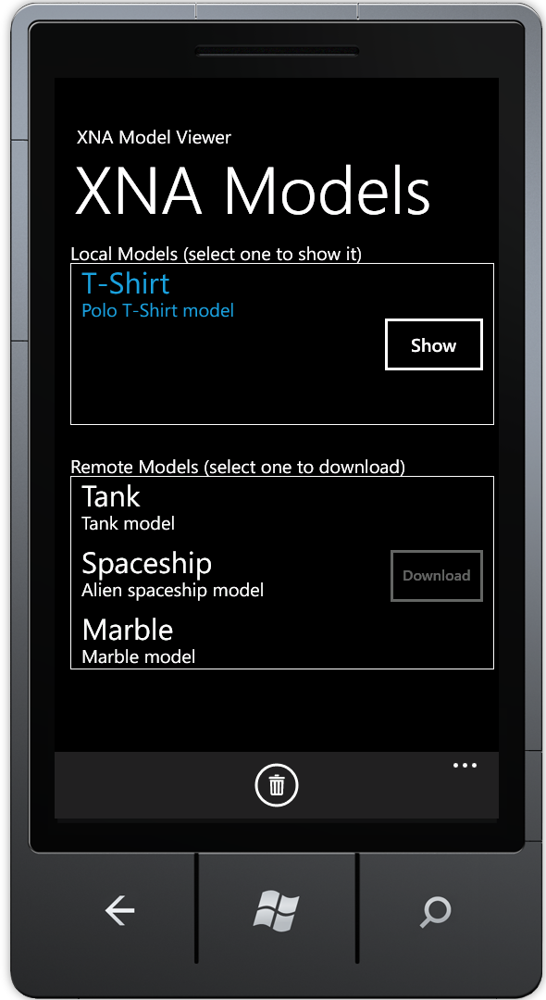 XNA Model Viewer
XNA Models
Local Models (select one to show it)
T-Shirt
Polo T-Shirt model
Show
Remote Models (select one to download)
Tank
Tank model
Spaceship
Alien spaceship model
Download
Marble
Marble model